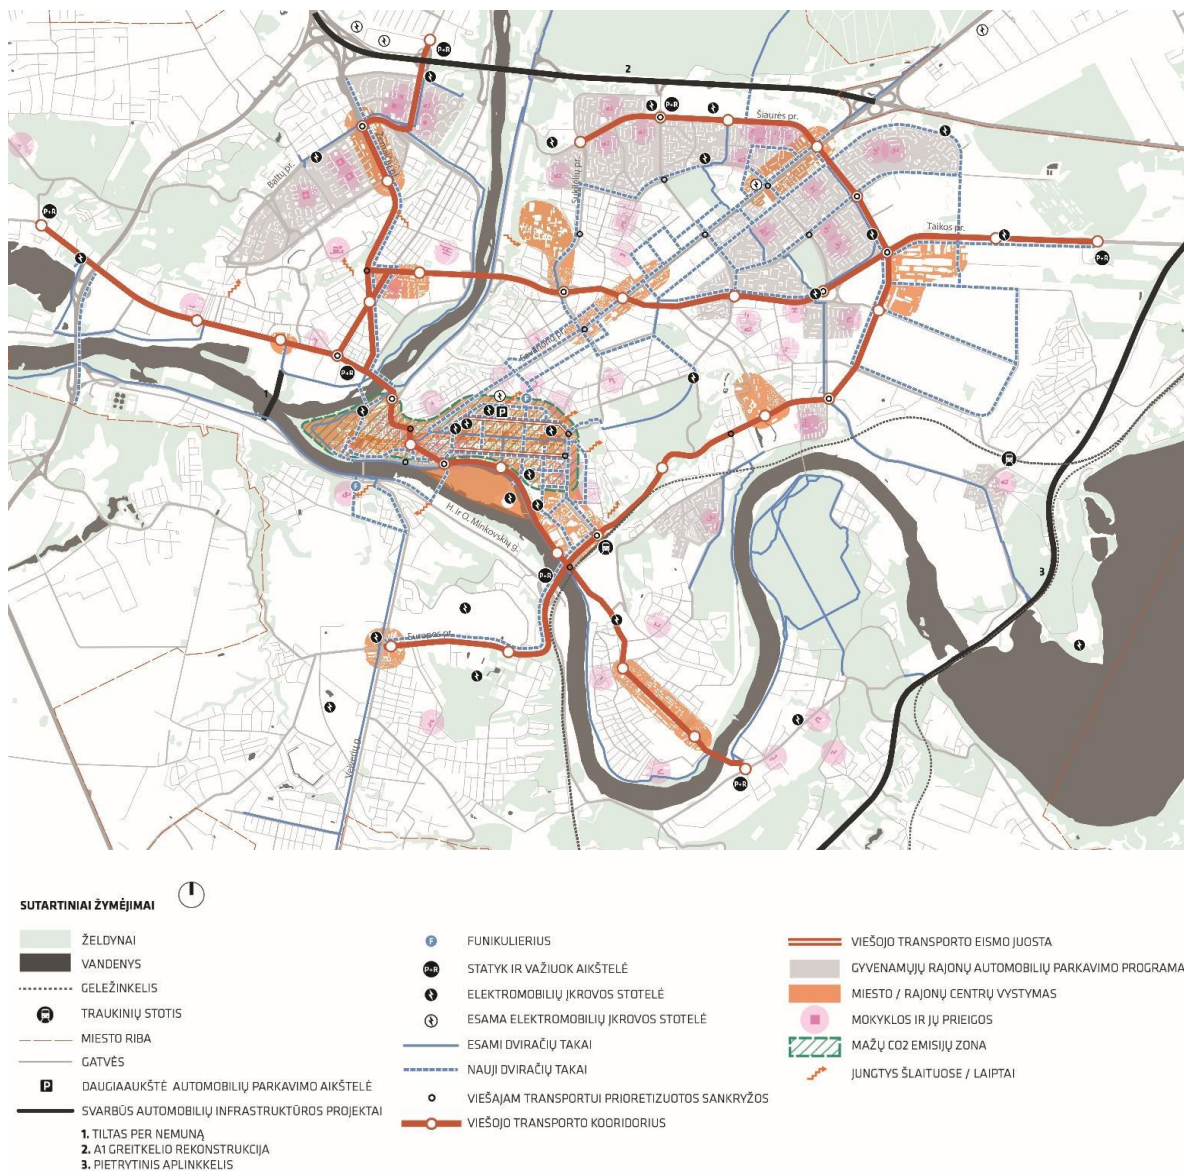 P+R
2
P+R
Šiaurės pr.
Baltų pr.
P+R
Taikos pr.
P+R
Savanorių pr.
P+R
1
F
P
F
H. ir O. Minkovskių g.
P+R
3
Europos pr.
Veiverių g.
P+R
SUTARTINIAI ŽYMĖJIMAI
ŽELDYNAI
VANDENYS
GELEŽINKELIS
TRAUKINIŲ STOTIS
MIESTO RIBA
GATVĖS
P DAUGIAAUKŠTĖ AUTOMOBILIŲ PARKAVIMO AIKŠTELĖ
SVARBŪS AUTOMOBILIŲ INFRASTRUKTŪROS PROJEKTAI
1. TILTAS PER NEMUNĄ
2. A1 GREITKELIO REKONSTRUKCIJA
3. PIETRYTINIS APLINKKELIS
F FUNIKULIERIUS
P+R STATYK IR VAŽIUOK AIKŠTELĖ
ELEKTROMOBILIŲ ĮKROVOS STOTELĖ
ESAMA ELEKTROMOBILIŲ ĮKROVOS STOTELĖ
ESAMI DVIRAČIŲ TAKAI
NAUJI DVIRAČIŲ TAKAI
VIEŠAJAM TRANSPORTUI PRIORETIZUOTOS SANKRYŽOS
VIEŠOJO TRANSPORTO KOORIDORIUS
VIEŠOJO TRANSPORTO EISMO JUOSTA
GYVENAMŲJŲ RAJONŲ AUTOMOBILIŲ PARKAVIMO PROGRAMA
MIESTO / RAJONŲ CENTRŲ VYSTYMAS
MOKYKLOS IR JŲ PRIEIGOS
MAŽŲ CO2 EMISIJŲ ZONA
JUNGTYS ŠLAITUOSE / LAIPTAI